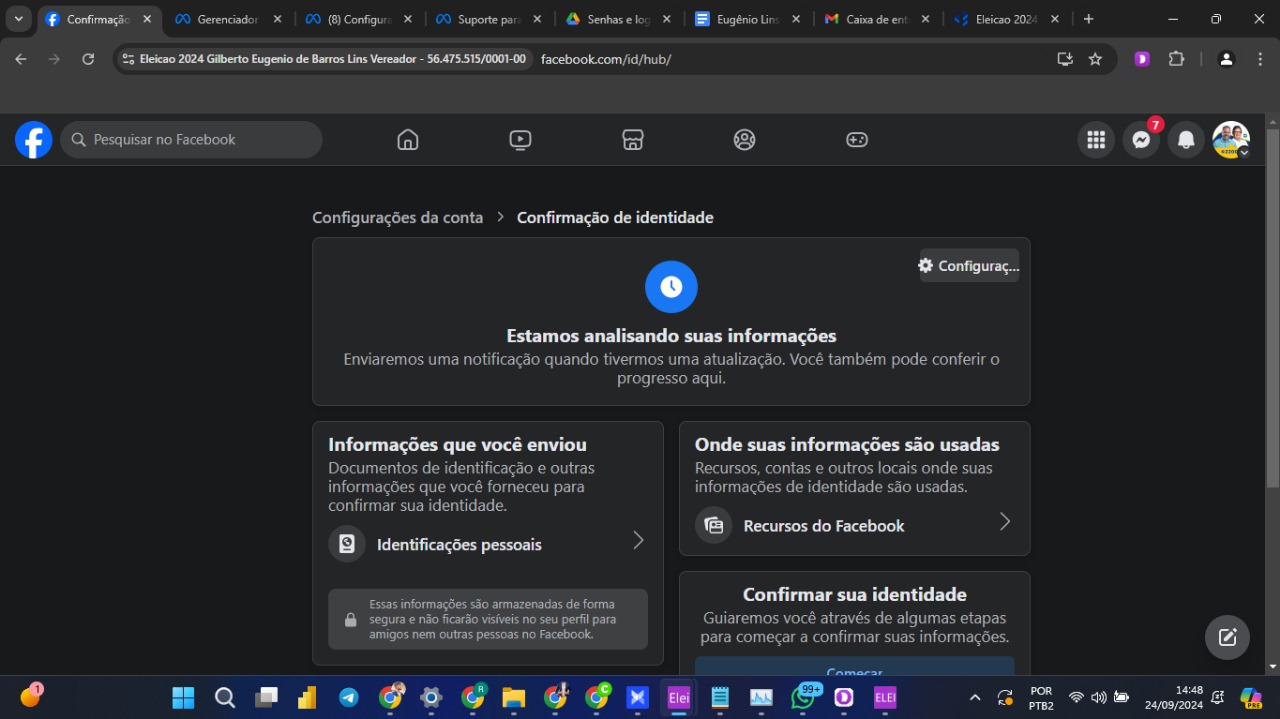 Confirmação
Gerenciador
(8) Configura
Suporte para
Senhas e log
Eugênio Lins
Caixa de ent
Eleicao 2024
Eleicao 2024 Gilberto Eugenio de Barros Lins Vereador - 56.475.515/0001-00
facebook.com/id/hub/
Pesquisar no Facebook
7
Configurações da conta > Confirmação de identidade
Configuraç...
Estamos analisando suas informações
Enviaremos uma notificação quando tivermos uma atualização. Você também pode conferir o
progresso aqui.
Informações que você enviou
Documentos de identificação e outras
informações que você forneceu para
confirmar sua identidade.
Identificações pessoais
Essas informações são armazenadas de forma
segura e não ficarão visíveis no seu perfil para
amigos nem outras pessoas no Facebook.
Onde suas informações são usadas
Recursos, contas e outros locais onde suas
informações de identidade são usadas.
Recursos do Facebook
Confirmar sua identidade
Guiaremos você através de algumas etapas
para começar a confirmar suas informações.
Começar
1
R
C
Elei
99+
ELEI
POR
PTB2
14:48
24/09/2024
PRE